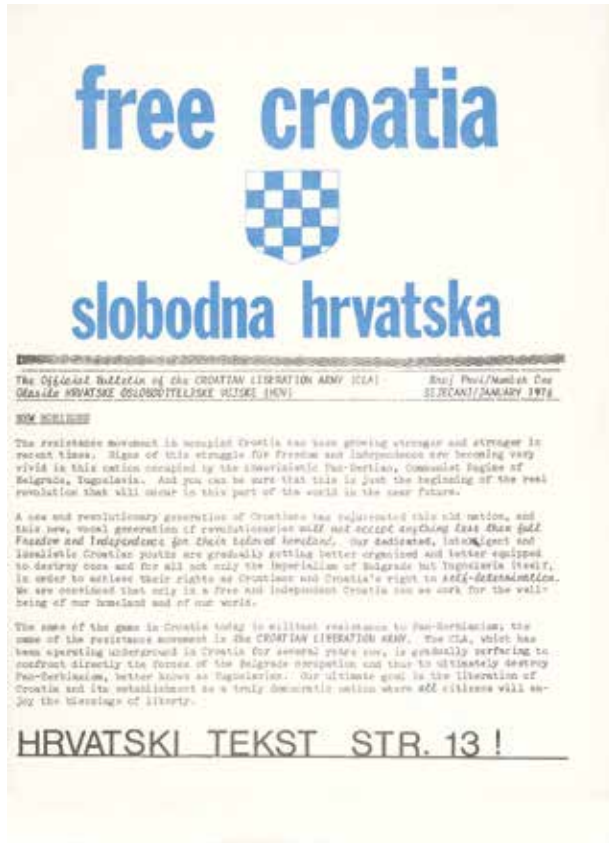 free croatia
slobodna hrvatska
The Official Bulletin of the CROATIAN LIBERATION ARMY (CLA) Broj Prvi/Number One
Glasilo HRVATSKE OSLOBODITELJSKE VOJSKE (HOV) SIJEČANJ/JANUARY 1976
NEW HORIZONS
The resistance movement in occupied Croatia has been growing stronger and stronger in
recent times. Signs of this struggle for freedom and independence are becoming very
vivid in this nation occupied by the chauvinistic Pan-Serbian, Communist Regime of
Belgrade, Yugoslavia. And you can be sure that this is just the beginning of the real
revolution that will occur in this part of the world in the near future.
A new and revolutionary generation of Croatians has rejuvenated this old nation, and
this new, vocal generation of revolutionaries will not accept anything less than full
Freedom and Independence for their beloved homeland. Our dedicated, intelligent and
idealistic Croatian youths are gradually getting better organized and better equipped
to destroy once and for all not only the Imperialism of Belgrade but Yugoslavia itself,
in order to achieve their rights as Croatians and Croatia's right to self-determination.
We are convinced that only in a Free and Independent Croatia can we work for the well-
being of our homeland and of our world.
The name of the game in Croatia today is militant resistance to Pan-Serbianism; the
name of the resistance movement is the CROATIAN LIBERATION ARMY. The CLA, which has
been operating underground in Croatia for several years now, is gradually surfacing to
confront directly the forces of the Belgrade occupation and thus to ultimately destroy
Pan-Serbianism, better known as Yugoslavism. Our ultimate goal is the liberation of
Croatia and its establishment as a truly democratic nation where all citizens will en-
joy the blessings of liberty.
HRVATSKI TEKST STR. 13 !